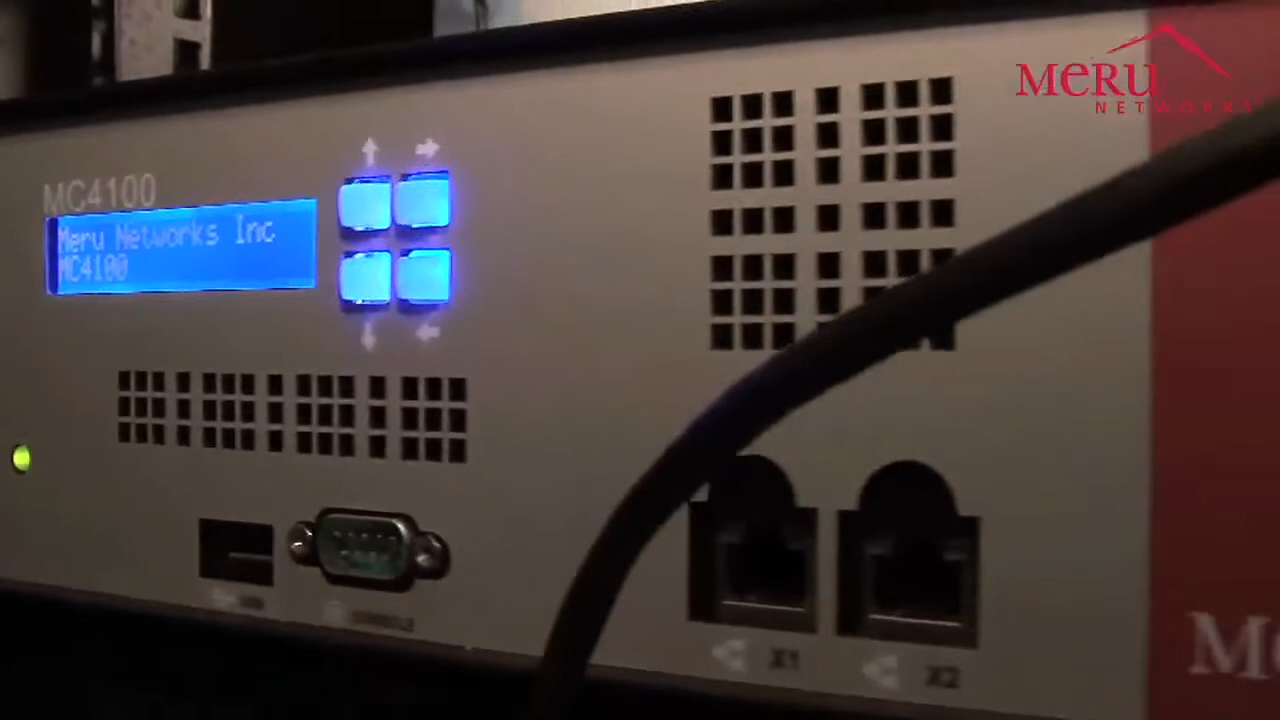 MERU
NETWORKS
MC4100
Meru Networks Inc
MC4100
X1
X2